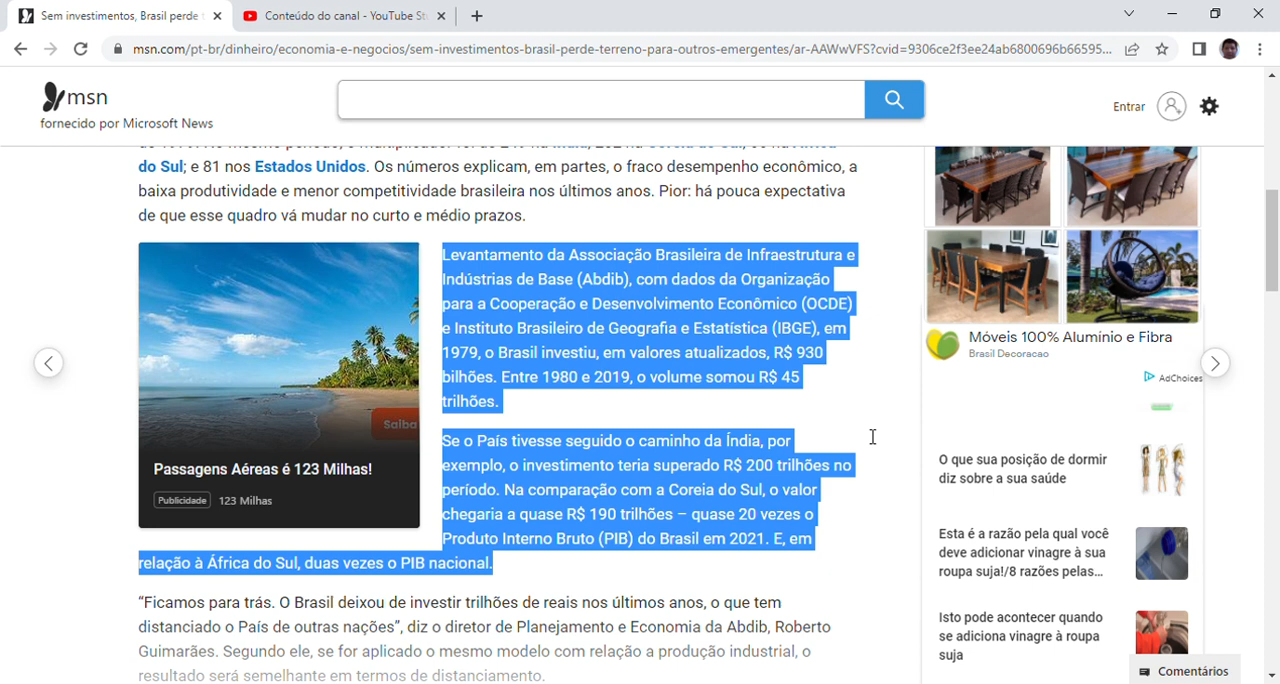 Sem investimentos, Brasil perde t
Conteúdo do canal - YouTube St
msn.com/pt-br/dinheiro/economia-e-negocios/sem-investimentos-brasil-perde-terreno-para-outros-emergentes/ar-AAWwVFS?cvid=9306ce2f3ee24ab6800696b66595...
msn
fornecido por Microsoft News
Entrar
do Sul; e 81 nos Estados Unidos. Os números explicam, em partes, o fraco desempenho econômico, a
baixa produtividade e menor competitividade brasileira nos últimos anos. Pior: há pouca expectativa
de que esse quadro vá mudar no curto e médio prazos.
Levantamento da Associação Brasileira de Infraestrutura e
Indústrias de Base (Abdib), com dados da Organização
para a Cooperação e Desenvolvimento Econômico (OCDE)
e Instituto Brasileiro de Geografia e Estatística (IBGE), em
1979, o Brasil investiu, em valores atualizados, R$ 930
bilhões. Entre 1980 e 2019, o volume somou R$ 45
trilhões.
Se o País tivesse seguido o caminho da Índia, por
exemplo, o investimento teria superado R$ 200 trilhões no
período. Na comparação com a Coreia do Sul, o valor
chegaria a quase R$ 190 trilhões – quase 20 vezes o
Produto Interno Bruto (PIB) do Brasil em 2021. E, em
relação à África do Sul, duas vezes o PIB nacional.
Saiba
Passagens Aéreas é 123 Milhas!
Publicidade 123 Milhas
“Ficamos para trás. O Brasil deixou de investir trilhões de reais nos últimos anos, o que tem
distanciado o País de outras nações”, diz o diretor de Planejamento e Economia da Abdib, Roberto
Guimarães. Segundo ele, se for aplicado o mesmo modelo com relação a produção industrial, o
resultado será semelhante em termos de distanciamento.
Móveis 100% Alumínio e Fibra
Brasil Decoracao
AdChoices
O que sua posição de dormir
diz sobre a sua saúde
Esta é a razão pela qual você
deve adicionar vinagre à sua
roupa suja!/8 razões pelas...
Isto pode acontecer quando
se adiciona vinagre à roupa
suja
Comentários